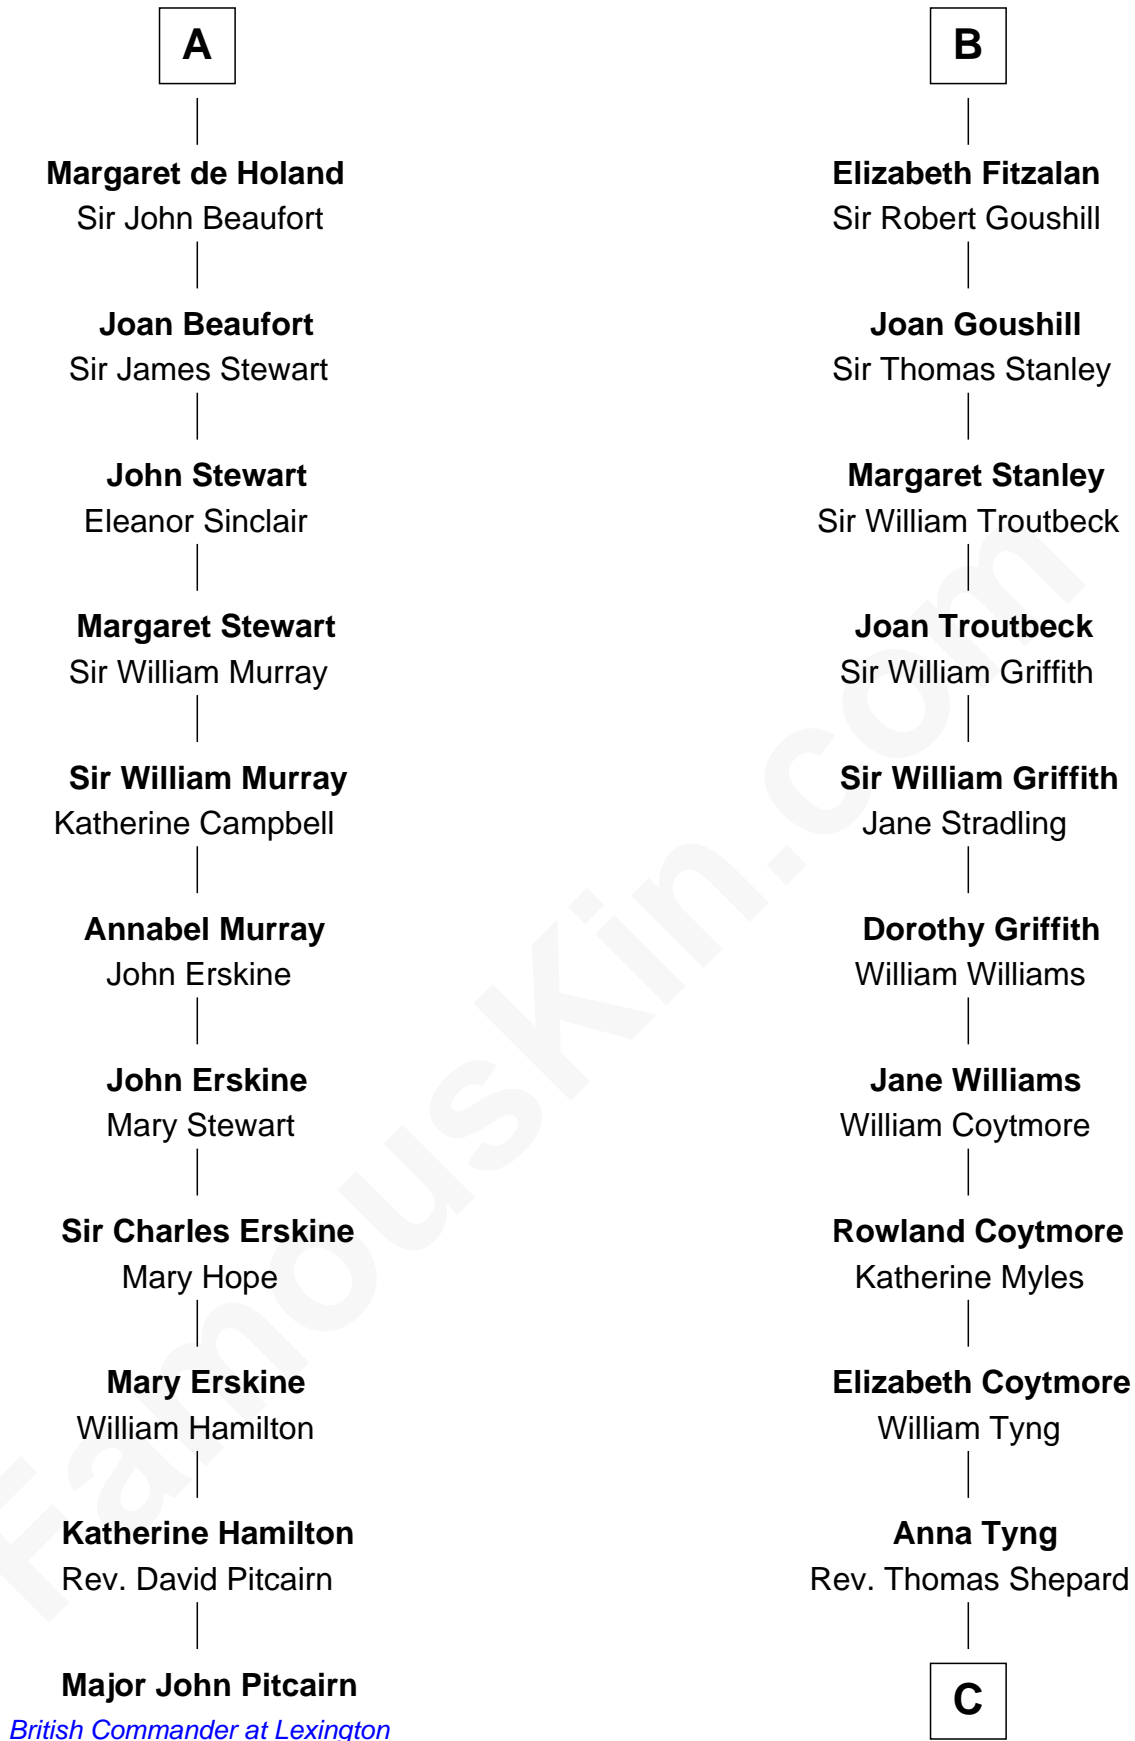 A
Margaret de Holand
Sir John Beaufort
Joan Beaufort
Sir James Stewart
John Stewart
Eleanor Sinclair
Margaret Stewart
Sir William Murray
Sir William Murray
Katherine Campbell
Annabel Murray
John Erskine
John Erskine
Mary Stewart
Sir Charles Erskine
Mary Hope
Mary Erskine
William Hamilton
Katherine Hamilton
Rev. David Pitcairn
Major John Pitcairn
British Commander at Lexington
B
Elizabeth Fitzalan
Sir Robert Goushill
Joan Goushill
Sir Thomas Stanley
Margaret Stanley
Sir William Troutbeck
Joan Troutbeck
Sir William Griffith
Sir William Griffith
Jane Stradling
Dorothy Griffith
William Williams
Jane Williams
William Coytmore
Rowland Coytmore
Katherine Myles
Elizabeth Coytmore
William Tyng
Anna Tyng
Rev. Thomas Shepard
C
FamousKin.com